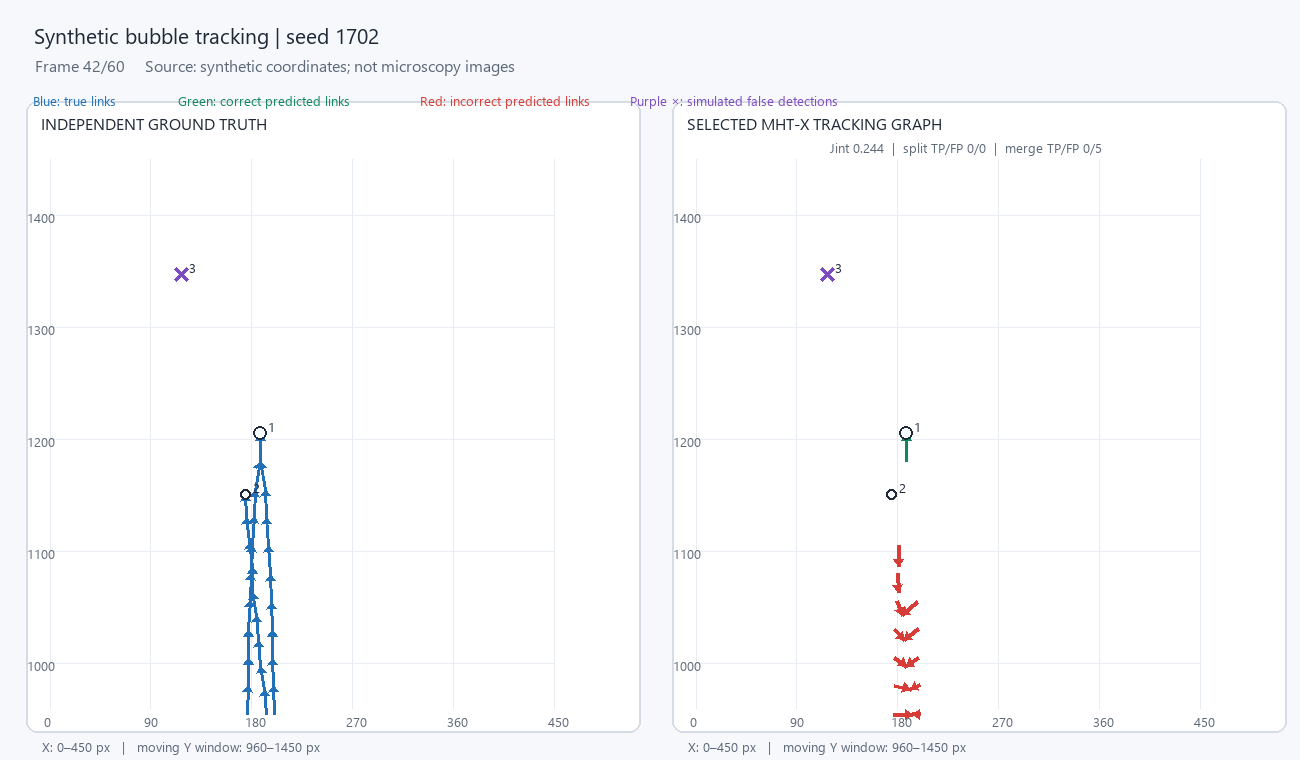 Synthetic bubble tracking | seed 1702
Frame 42/60 Source: synthetic coordinates; not microscopy images
Blue: true links Green: correct predicted links Red: incorrect predicted links Purple ×: simulated false detections
INDEPENDENT GROUND TRUTH
1400
1300
1200
1100
1000
3
1
2
0 90 180 270 360 450
X: 0–450 px | moving Y window: 960–1450 px
SELECTED MHT-X TRACKING GRAPH
Jint 0.244 | split TP/FP 0/0 | merge TP/FP 0/5
1400
1300
1200
1100
1000
3
1
2
0 90 180 270 360 450
X: 0–450 px | moving Y window: 960–1450 px